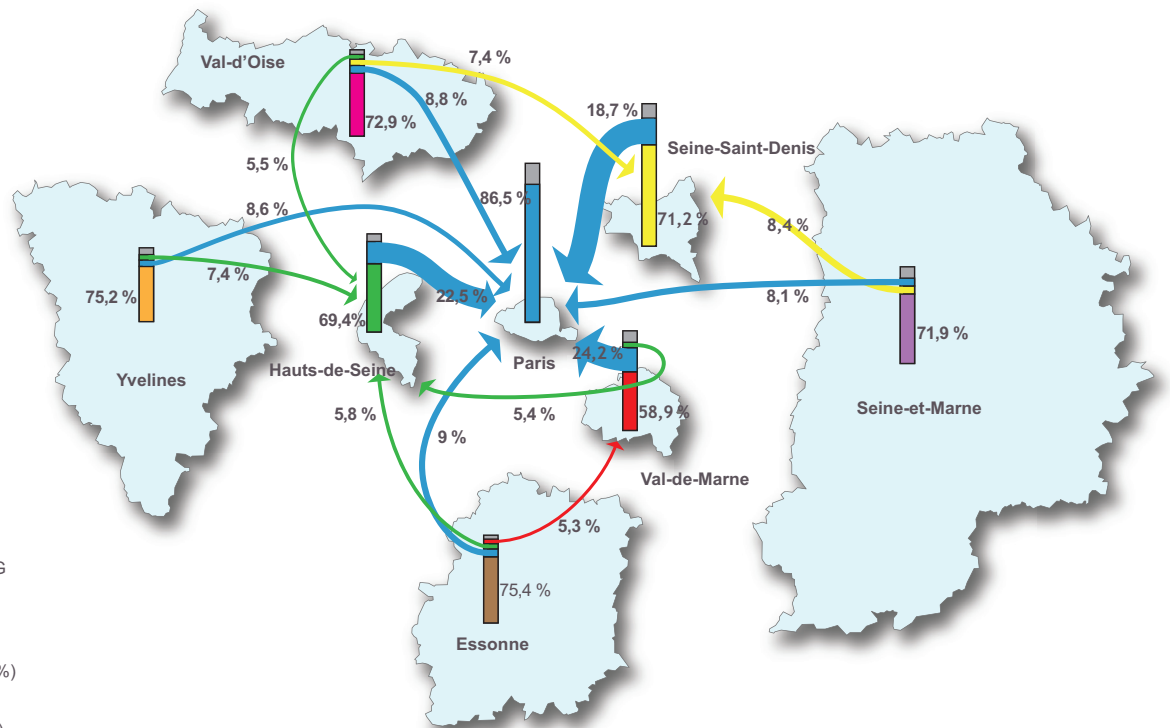 Val-d'Oise
7,4 %
8,8 %
72,9 %
18,7 %
Seine-Saint-Denis
5,5 %
86,5 %
71,2 %
8,6 %
8,4 %
7,4 %
75,2 %
22,5 %
8,1 %
69,4%
71,9 %
24,2 %
Paris
Hauts-de-Seine
Yvelines
5,8 %
5,4 %
58,9 %
Seine-et-Marne
9 %
Val-de-Marne
5,3 %
G
75,4 %
Essonne
%)